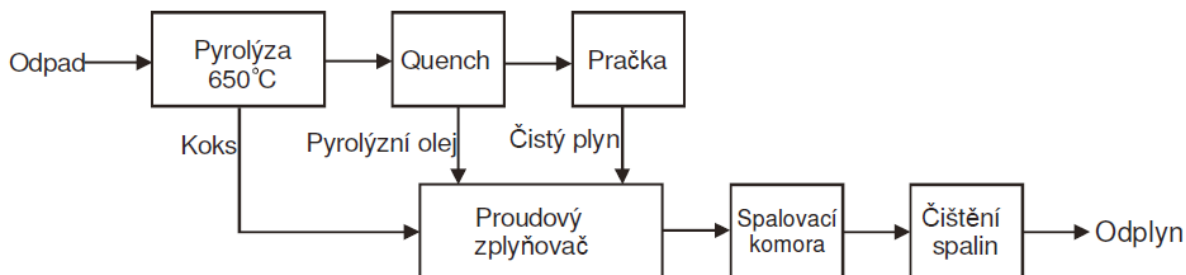 Odpad
Pyrolýza
650°C
Quench
Pračka
Koks
Pyrolýzní olej
Čistý plyn
Proudový
zplyňovač
Spalovací
komora
Čištění
spalin
Odplyn